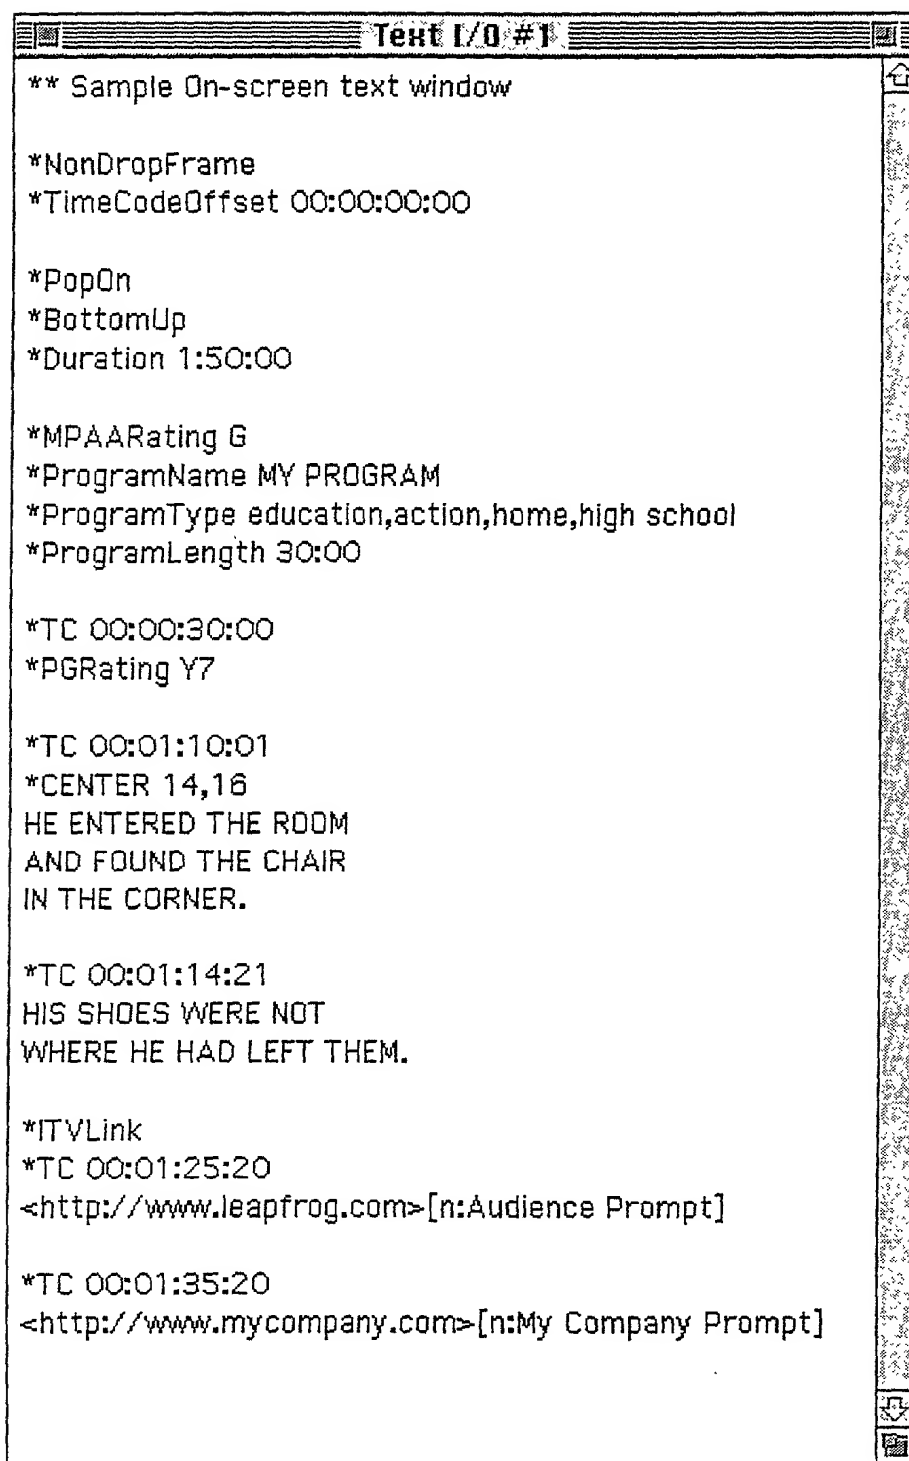 Text I/O #1
** Sample On-screen text window
*NonDropFrame
*TimeCodeOffset 00:00:00:00
*PopOn
*BottomUp
*Duration 1:50:00
*MPAARating G
*ProgramName MY PROGRAM
*ProgramType education,action,home,high school
*ProgramLength 30:00
*TC 00:00:30:00
*PGRating Y7
*TC 00:01:10:01
*CENTER 14,16
HE ENTERED THE ROOM
AND FOUND THE CHAIR
IN THE CORNER.
*TC 00:01:14:21
HIS SHOES WERE NOT
WHERE HE HAD LEFT THEM.
*ITVLink
*TC 00:01:25:20
<http://www.leapfrog.com>[n:Audience Prompt]
*TC 00:01:35:20
<http://www.mycompany.com>[n:My Company Prompt]